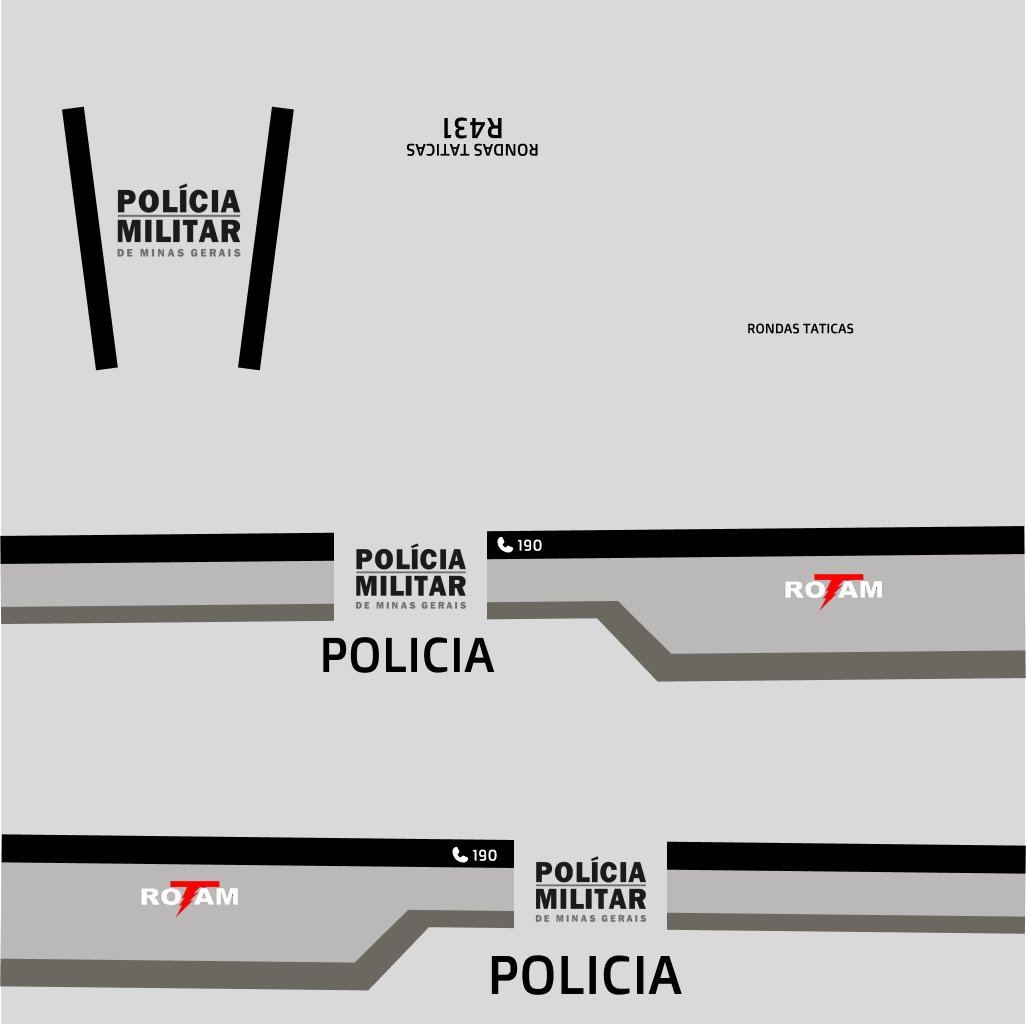 R431
RONDAS TATICAS
POLÍCIA
MILITAR
DE MINAS GERAIS
RONDAS TATICAS
190
POLÍCIA
MILITAR
DE MINAS GERAIS
ROTAM
POLICIA
190
POLÍCIA
MILITAR
DE MINAS GERAIS
ROTAM
POLICIA